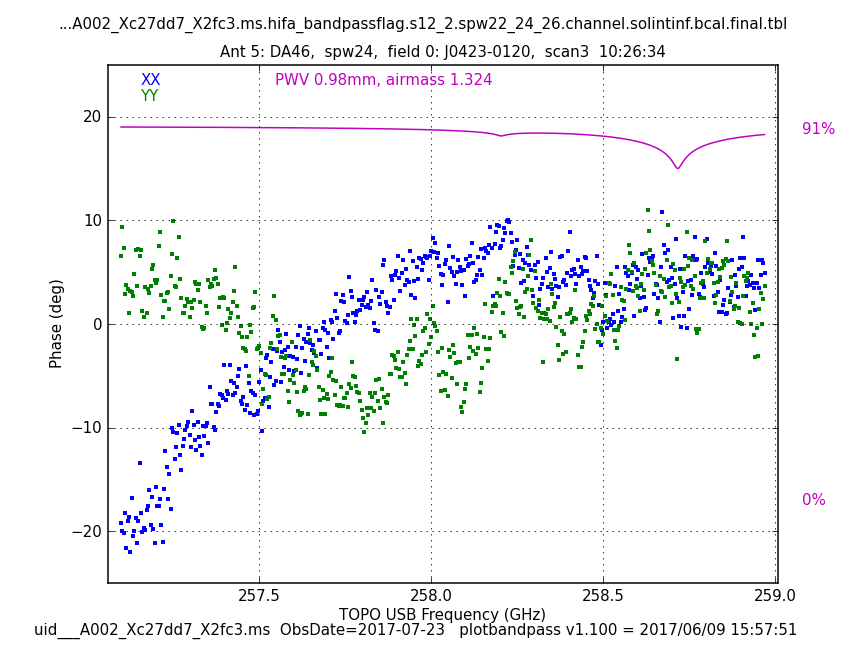 ...A002_Xc27dd7_X2fc3.ms.hifa_bandpassflag.s12_2.spw22_24_26.channel.solintinf.bcal.final.tbl
Ant 5: DA46, spw24, field 0: J0423-0120, scan3 10:26:34
XX
YY
PWV 0.98mm, airmass 1.324
91%
0%
20
10
0
−10
−20
Phase (deg)
257.5 258.0 258.5 259.0
TOPO USB Frequency (GHz)
uid___A002_Xc27dd7_X2fc3.ms ObsDate=2017-07-23 plotbandpass v1.100 = 2017/06/09 15:57:51